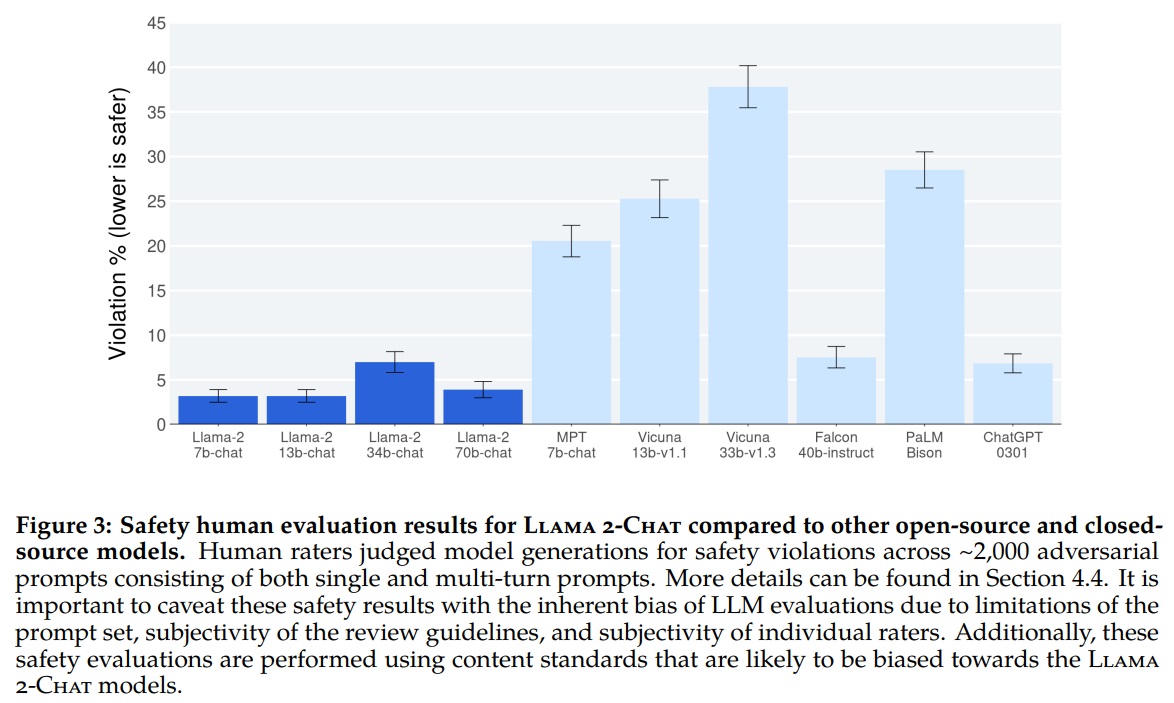 45
40
35
30
25
20
15
10
5
0
Violation % (lower is safer)
Llama-2 7b-chat
Llama-2 13b-chat
Llama-2 34b-chat
Llama-2 70b-chat
MPT 7b-chat
Vicuna 13b-v1.1
Vicuna 33b-v1.3
Falcon 40b-instruct
PaLM Bison
ChatGPT 0301
Figure 3: Safety human evaluation results for LLAMA 2-CHAT compared to other open-source and closed-
source models. Human raters judged model generations for safety violations across ~2,000 adversarial
prompts consisting of both single and multi-turn prompts. More details can be found in Section 4.4. It is
important to caveat these safety results with the inherent bias of LLM evaluations due to limitations of the
prompt set, subjectivity of the review guidelines, and subjectivity of individual raters. Additionally, these
safety evaluations are performed using content standards that are likely to be biased towards the LLAMA
2-CHAT models.